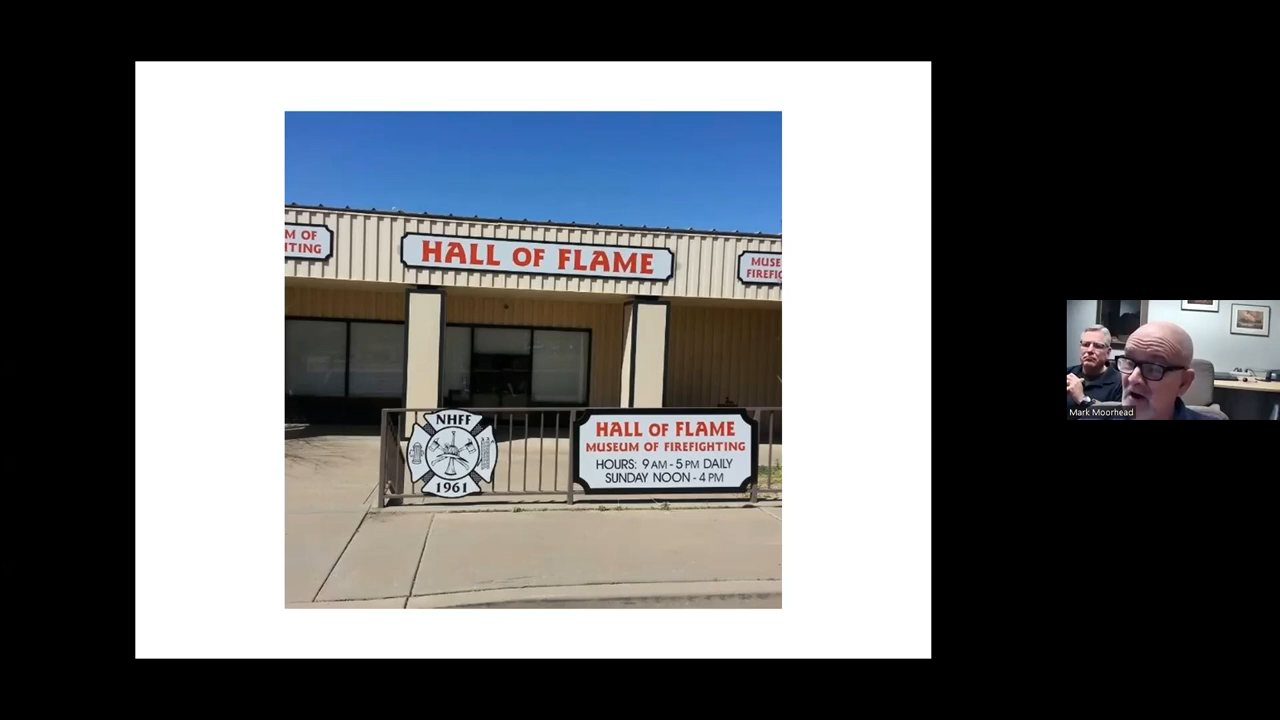 M OF
HTING
HALL OF FLAME
MUSE
FIREFIG
NHFF
1961
HALL OF FLAME
MUSEUM OF FIREFIGHTING
HOURS: 9 AM - 5 PM DAILY
SUNDAY NOON - 4 PM
Mark Moorhead